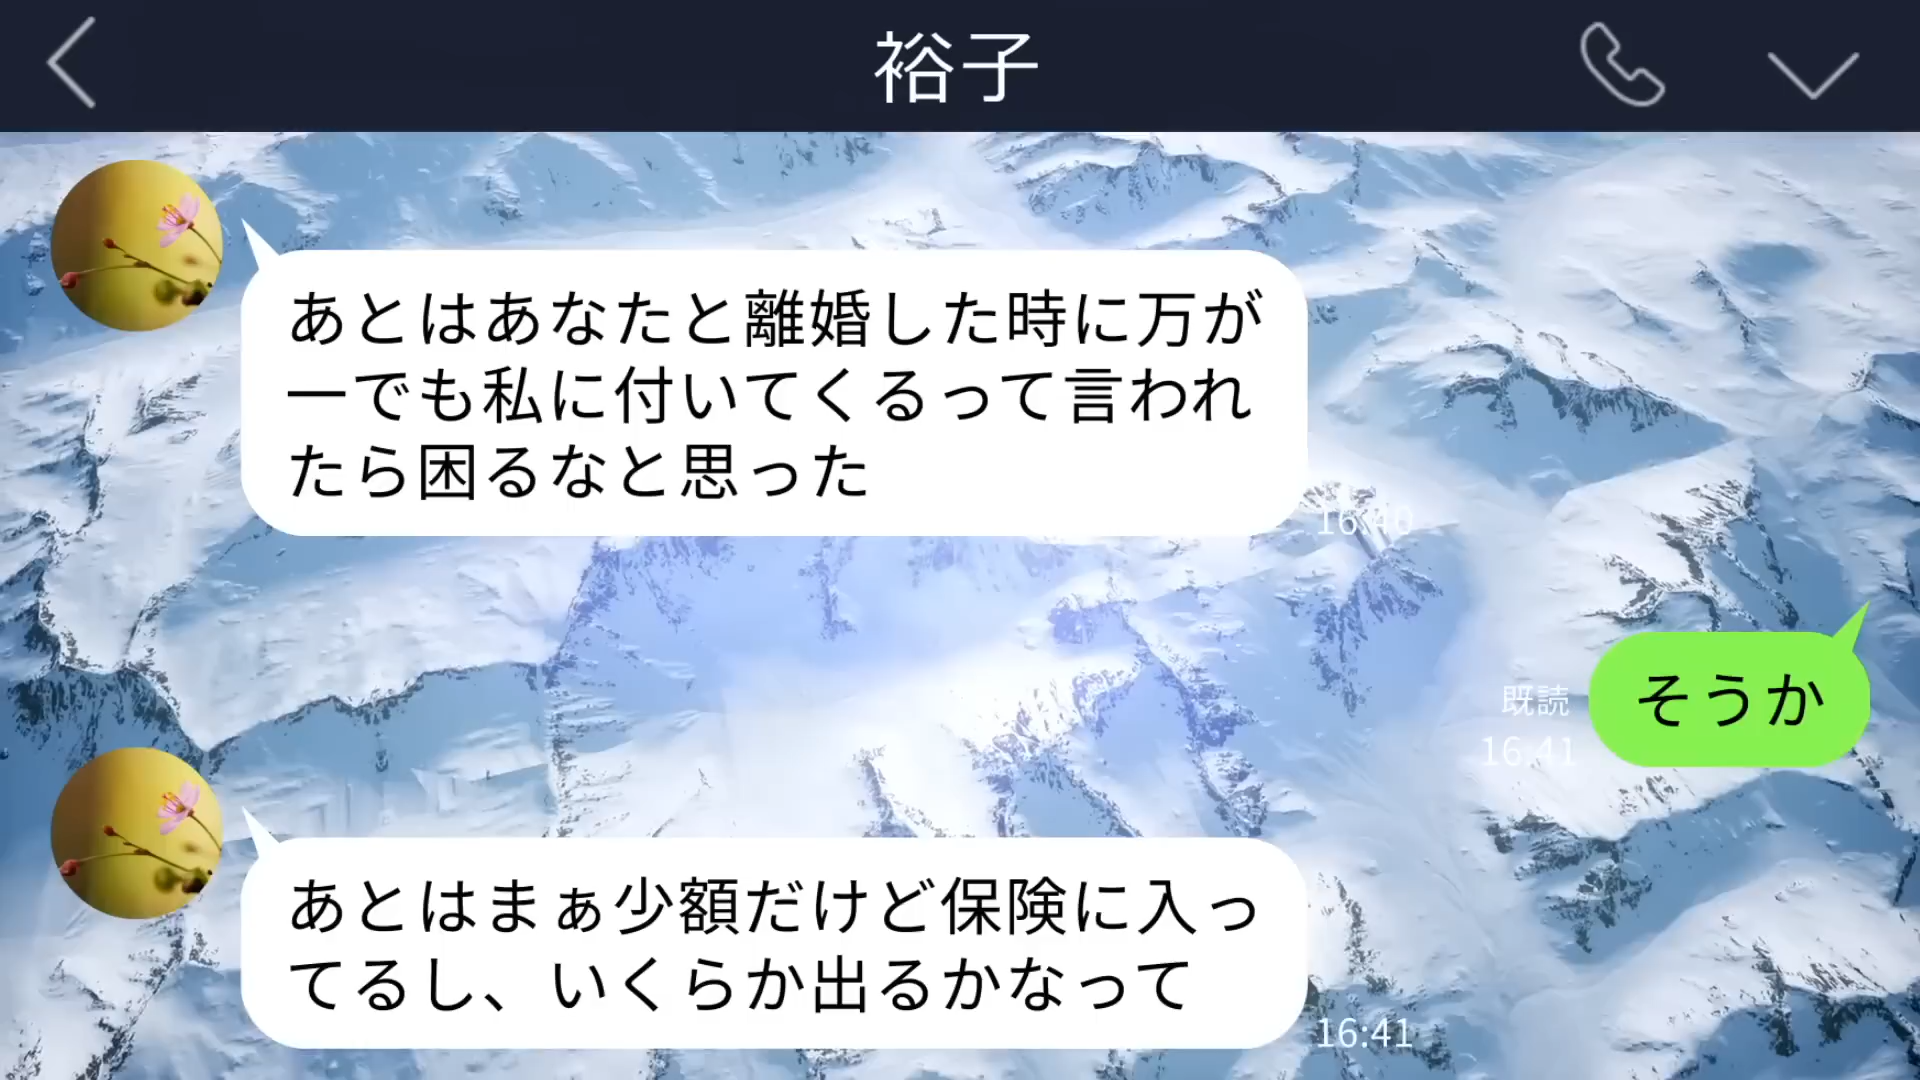 裕子
あとはあなたと離婚した時に万が
一でも私に付いてくるって言われ
たら困るなと思った
16:40
そうか
既読
16:41
あとはまぁ少額だけど保険に入っ
てるし、いくらか出るかなって
16:41